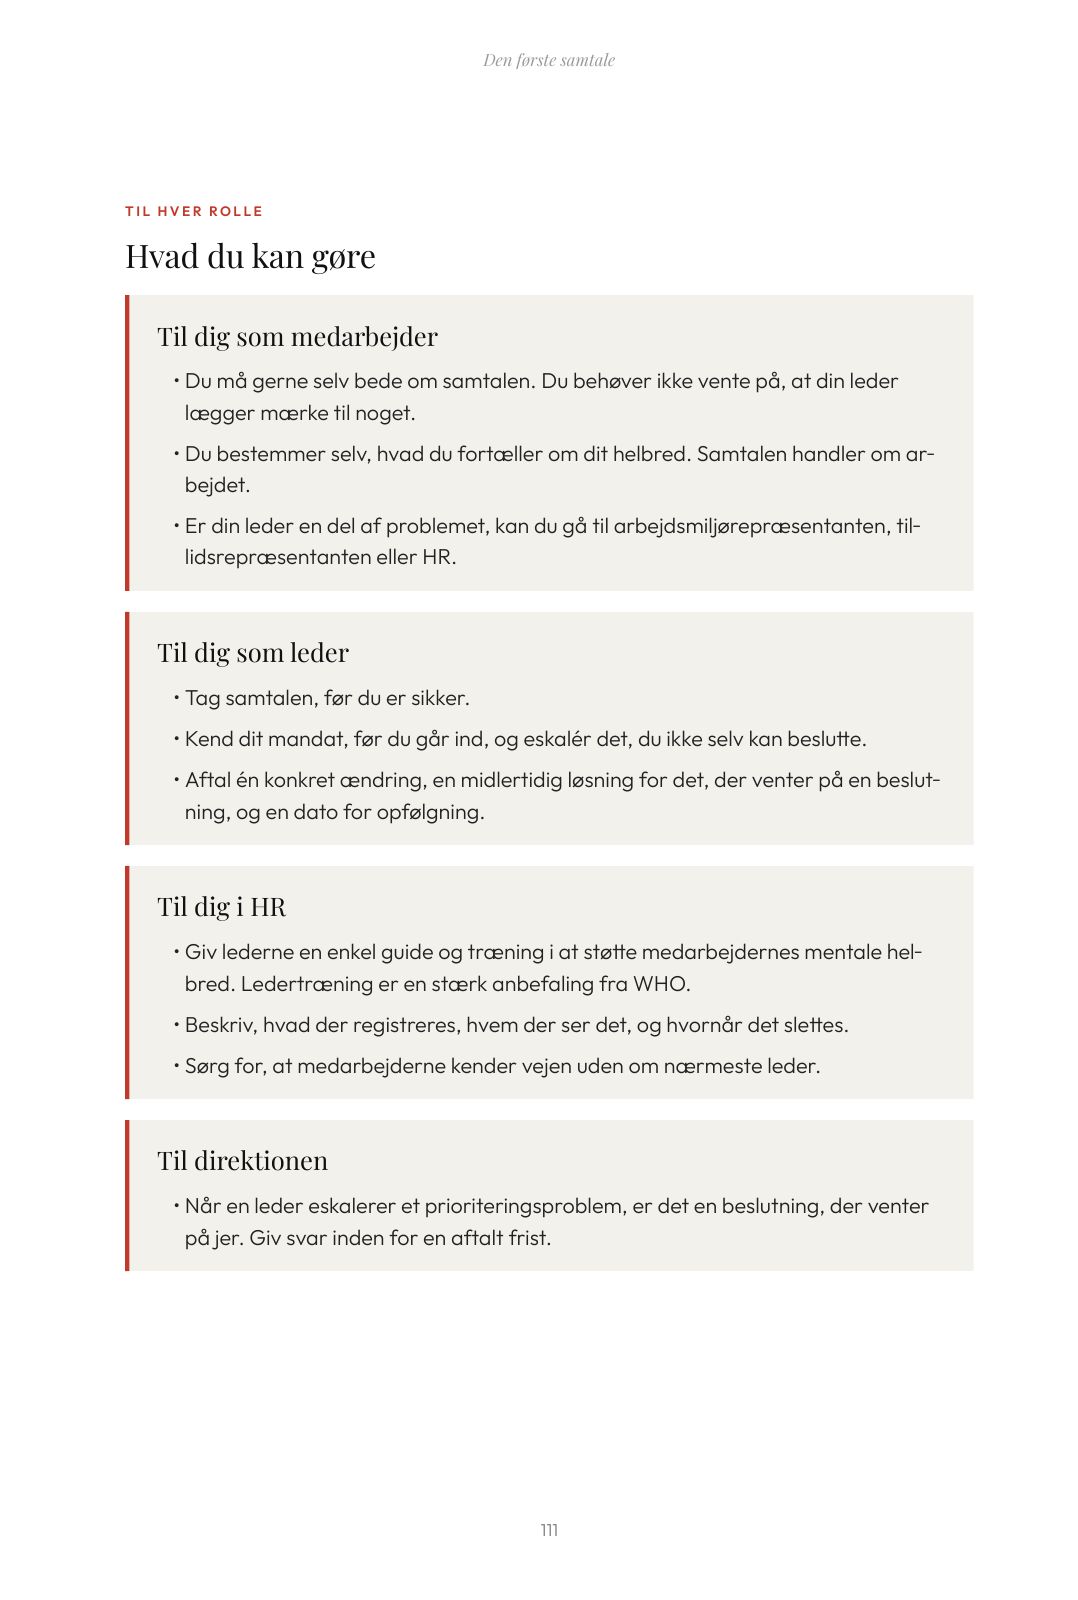 Den første samtale
TIL HVER ROLLE
Hvad du kan gøre
Til dig som medarbejder
• Du må gerne selv bede om samtalen. Du behøver ikke vente på, at din leder
lægger mærke til noget.
• Du bestemmer selv, hvad du fortæller om dit helbred. Samtalen handler om ar-
bejdet.
• Er din leder en del af problemet, kan du gå til arbejdsmiljørepræsentanten, til-
lidsrepræsentanten eller HR.
Til dig som leder
• Tag samtalen, før du er sikker.
• Kend dit mandat, før du går ind, og eskalér det, du ikke selv kan beslutte.
• Aftal én konkret ændring, en midlertidig løsning for det, der venter på en beslut-
ning, og en dato for opfølgning.
Til dig i HR
• Giv lederne en enkel guide og træning i at støtte medarbejdernes mentale hel-
bred. Ledertræning er en stærk anbefaling fra WHO.
• Beskriv, hvad der registreres, hvem der ser det, og hvornår det slettes.
• Sørg for, at medarbejderne kender vejen uden om nærmeste leder.
Til direktionen
• Når en leder eskalerer et prioriteringsproblem, er det en beslutning, der venter
på jer. Giv svar inden for en aftalt frist.
111